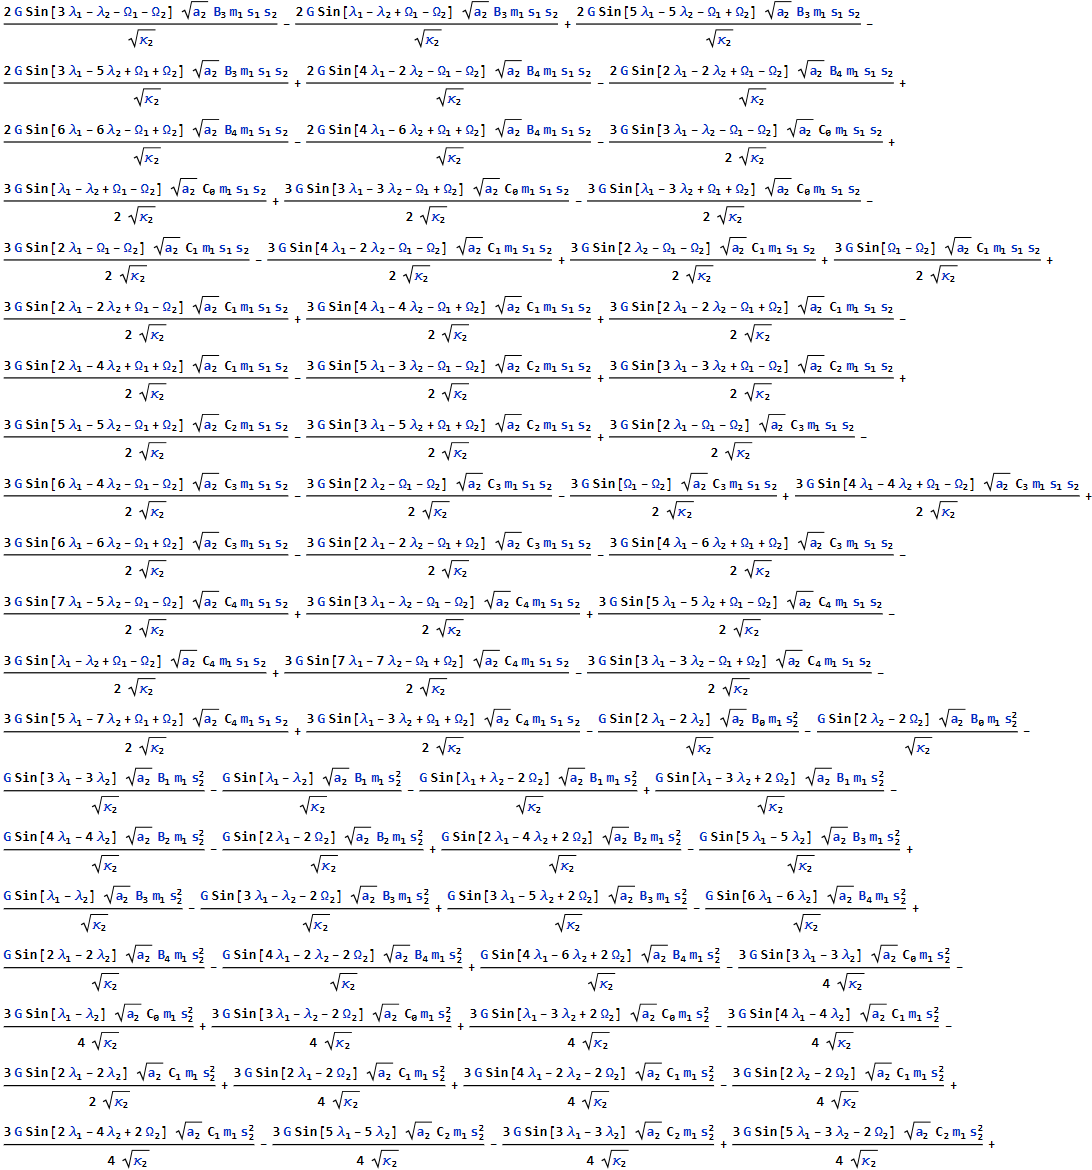 (2 G Sin[3 λ₁ - λ₂ - Ω₁ - Ω₂] √a₂ B₃ m₁ s₁ s₂)/√κ₂ - (2 G Sin[λ₁ - λ₂ + Ω₁ - Ω₂] √a₂ B₃ m₁ s₁ s₂)/√κ₂ + (2 G Sin[5 λ₁ - 5 λ₂ - Ω₁ + Ω₂] √a₂ B₃ m₁ s₁ s₂)/√κ₂ -
(2 G Sin[3 λ₁ - 5 λ₂ + Ω₁ + Ω₂] √a₂ B₃ m₁ s₁ s₂)/√κ₂ + (2 G Sin[4 λ₁ - 2 λ₂ - Ω₁ - Ω₂] √a₂ B₄ m₁ s₁ s₂)/√κ₂ - (2 G Sin[2 λ₁ - 2 λ₂ + Ω₁ - Ω₂] √a₂ B₄ m₁ s₁ s₂)/√κ₂ +
(2 G Sin[6 λ₁ - 6 λ₂ - Ω₁ + Ω₂] √a₂ B₄ m₁ s₁ s₂)/√κ₂ - (2 G Sin[4 λ₁ - 6 λ₂ + Ω₁ + Ω₂] √a₂ B₄ m₁ s₁ s₂)/√κ₂ - (3 G Sin[3 λ₁ - λ₂ - Ω₁ - Ω₂] √a₂ C₀ m₁ s₁ s₂)/(2 √κ₂) +
(3 G Sin[λ₁ - λ₂ + Ω₁ - Ω₂] √a₂ C₀ m₁ s₁ s₂)/(2 √κ₂) + (3 G Sin[3 λ₁ - 3 λ₂ - Ω₁ + Ω₂] √a₂ C₀ m₁ s₁ s₂)/(2 √κ₂) - (3 G Sin[λ₁ - 3 λ₂ + Ω₁ + Ω₂] √a₂ C₀ m₁ s₁ s₂)/(2 √κ₂) -
(3 G Sin[2 λ₁ - Ω₁ - Ω₂] √a₂ C₁ m₁ s₁ s₂)/(2 √κ₂) - (3 G Sin[4 λ₁ - 2 λ₂ - Ω₁ - Ω₂] √a₂ C₁ m₁ s₁ s₂)/(2 √κ₂) + (3 G Sin[2 λ₂ - Ω₁ - Ω₂] √a₂ C₁ m₁ s₁ s₂)/(2 √κ₂) + (3 G Sin[Ω₁ - Ω₂] √a₂ C₁ m₁ s₁ s₂)/(2 √κ₂) +
(3 G Sin[2 λ₁ - 2 λ₂ + Ω₁ - Ω₂] √a₂ C₁ m₁ s₁ s₂)/(2 √κ₂) + (3 G Sin[4 λ₁ - 4 λ₂ - Ω₁ + Ω₂] √a₂ C₁ m₁ s₁ s₂)/(2 √κ₂) + (3 G Sin[2 λ₁ - 2 λ₂ - Ω₁ + Ω₂] √a₂ C₁ m₁ s₁ s₂)/(2 √κ₂) -
(3 G Sin[2 λ₁ - 4 λ₂ + Ω₁ + Ω₂] √a₂ C₁ m₁ s₁ s₂)/(2 √κ₂) - (3 G Sin[5 λ₁ - 3 λ₂ - Ω₁ - Ω₂] √a₂ C₂ m₁ s₁ s₂)/(2 √κ₂) + (3 G Sin[3 λ₁ - 3 λ₂ + Ω₁ - Ω₂] √a₂ C₂ m₁ s₁ s₂)/(2 √κ₂) +
(3 G Sin[5 λ₁ - 5 λ₂ - Ω₁ + Ω₂] √a₂ C₂ m₁ s₁ s₂)/(2 √κ₂) - (3 G Sin[3 λ₁ - 5 λ₂ + Ω₁ + Ω₂] √a₂ C₂ m₁ s₁ s₂)/(2 √κ₂) + (3 G Sin[2 λ₁ - Ω₁ - Ω₂] √a₂ C₃ m₁ s₁ s₂)/(2 √κ₂) -
(3 G Sin[6 λ₁ - 4 λ₂ - Ω₁ - Ω₂] √a₂ C₃ m₁ s₁ s₂)/(2 √κ₂) - (3 G Sin[2 λ₂ - Ω₁ - Ω₂] √a₂ C₃ m₁ s₁ s₂)/(2 √κ₂) - (3 G Sin[Ω₁ - Ω₂] √a₂ C₃ m₁ s₁ s₂)/(2 √κ₂) + (3 G Sin[4 λ₁ - 4 λ₂ + Ω₁ - Ω₂] √a₂ C₃ m₁ s₁ s₂)/(2 √κ₂) +
(3 G Sin[6 λ₁ - 6 λ₂ - Ω₁ + Ω₂] √a₂ C₃ m₁ s₁ s₂)/(2 √κ₂) - (3 G Sin[2 λ₁ - 2 λ₂ - Ω₁ + Ω₂] √a₂ C₃ m₁ s₁ s₂)/(2 √κ₂) - (3 G Sin[4 λ₁ - 6 λ₂ + Ω₁ + Ω₂] √a₂ C₃ m₁ s₁ s₂)/(2 √κ₂) -
(3 G Sin[7 λ₁ - 5 λ₂ - Ω₁ - Ω₂] √a₂ C₄ m₁ s₁ s₂)/(2 √κ₂) + (3 G Sin[3 λ₁ - λ₂ - Ω₁ - Ω₂] √a₂ C₄ m₁ s₁ s₂)/(2 √κ₂) + (3 G Sin[5 λ₁ - 5 λ₂ + Ω₁ - Ω₂] √a₂ C₄ m₁ s₁ s₂)/(2 √κ₂) -
(3 G Sin[λ₁ - λ₂ + Ω₁ - Ω₂] √a₂ C₄ m₁ s₁ s₂)/(2 √κ₂) + (3 G Sin[7 λ₁ - 7 λ₂ - Ω₁ + Ω₂] √a₂ C₄ m₁ s₁ s₂)/(2 √κ₂) - (3 G Sin[3 λ₁ - 3 λ₂ - Ω₁ + Ω₂] √a₂ C₄ m₁ s₁ s₂)/(2 √κ₂) -
(3 G Sin[5 λ₁ - 7 λ₂ + Ω₁ + Ω₂] √a₂ C₄ m₁ s₁ s₂)/(2 √κ₂) + (3 G Sin[λ₁ - 3 λ₂ + Ω₁ + Ω₂] √a₂ C₄ m₁ s₁ s₂)/(2 √κ₂) - (G Sin[2 λ₁ - 2 λ₂] √a₂ B₀ m₁ s₂²)/√κ₂ - (G Sin[2 λ₂ - 2 Ω₂] √a₂ B₀ m₁ s₂²)/√κ₂ -
(G Sin[3 λ₁ - 3 λ₂] √a₂ B₁ m₁ s₂²)/√κ₂ - (G Sin[λ₁ - λ₂] √a₂ B₁ m₁ s₂²)/√κ₂ - (G Sin[λ₁ + λ₂ - 2 Ω₂] √a₂ B₁ m₁ s₂²)/√κ₂ + (G Sin[λ₁ - 3 λ₂ + 2 Ω₂] √a₂ B₁ m₁ s₂²)/√κ₂ -
(G Sin[4 λ₁ - 4 λ₂] √a₂ B₂ m₁ s₂²)/√κ₂ - (G Sin[2 λ₁ - 2 Ω₂] √a₂ B₂ m₁ s₂²)/√κ₂ + (G Sin[2 λ₁ - 4 λ₂ + 2 Ω₂] √a₂ B₂ m₁ s₂²)/√κ₂ - (G Sin[5 λ₁ - 5 λ₂] √a₂ B₃ m₁ s₂²)/√κ₂ +
(G Sin[λ₁ - λ₂] √a₂ B₃ m₁ s₂²)/√κ₂ - (G Sin[3 λ₁ - λ₂ - 2 Ω₂] √a₂ B₃ m₁ s₂²)/√κ₂ + (G Sin[3 λ₁ - 5 λ₂ + 2 Ω₂] √a₂ B₃ m₁ s₂²)/√κ₂ - (G Sin[6 λ₁ - 6 λ₂] √a₂ B₄ m₁ s₂²)/√κ₂ +
(G Sin[2 λ₁ - 2 λ₂] √a₂ B₄ m₁ s₂²)/√κ₂ - (G Sin[4 λ₁ - 2 λ₂ - 2 Ω₂] √a₂ B₄ m₁ s₂²)/√κ₂ + (G Sin[4 λ₁ - 6 λ₂ + 2 Ω₂] √a₂ B₄ m₁ s₂²)/√κ₂ - (3 G Sin[3 λ₁ - 3 λ₂] √a₂ C₀ m₁ s₂²)/(4 √κ₂) -
(3 G Sin[λ₁ - λ₂] √a₂ C₀ m₁ s₂²)/(4 √κ₂) + (3 G Sin[3 λ₁ - λ₂ - 2 Ω₂] √a₂ C₀ m₁ s₂²)/(4 √κ₂) + (3 G Sin[λ₁ - 3 λ₂ + 2 Ω₂] √a₂ C₀ m₁ s₂²)/(4 √κ₂) - (3 G Sin[4 λ₁ - 4 λ₂] √a₂ C₁ m₁ s₂²)/(4 √κ₂) -
(3 G Sin[2 λ₁ - 2 λ₂] √a₂ C₁ m₁ s₂²)/(2 √κ₂) + (3 G Sin[2 λ₁ - 2 Ω₂] √a₂ C₁ m₁ s₂²)/(4 √κ₂) + (3 G Sin[4 λ₁ - 2 λ₂ - 2 Ω₂] √a₂ C₁ m₁ s₂²)/(4 √κ₂) - (3 G Sin[2 λ₂ - 2 Ω₂] √a₂ C₁ m₁ s₂²)/(4 √κ₂) +
(3 G Sin[2 λ₁ - 4 λ₂ + 2 Ω₂] √a₂ C₁ m₁ s₂²)/(4 √κ₂) - (3 G Sin[5 λ₁ - 5 λ₂] √a₂ C₂ m₁ s₂²)/(4 √κ₂) - (3 G Sin[3 λ₁ - 3 λ₂] √a₂ C₂ m₁ s₂²)/(4 √κ₂) + (3 G Sin[5 λ₁ - 3 λ₂ - 2 Ω₂] √a₂ C₂ m₁ s₂²)/(4 √κ₂) +